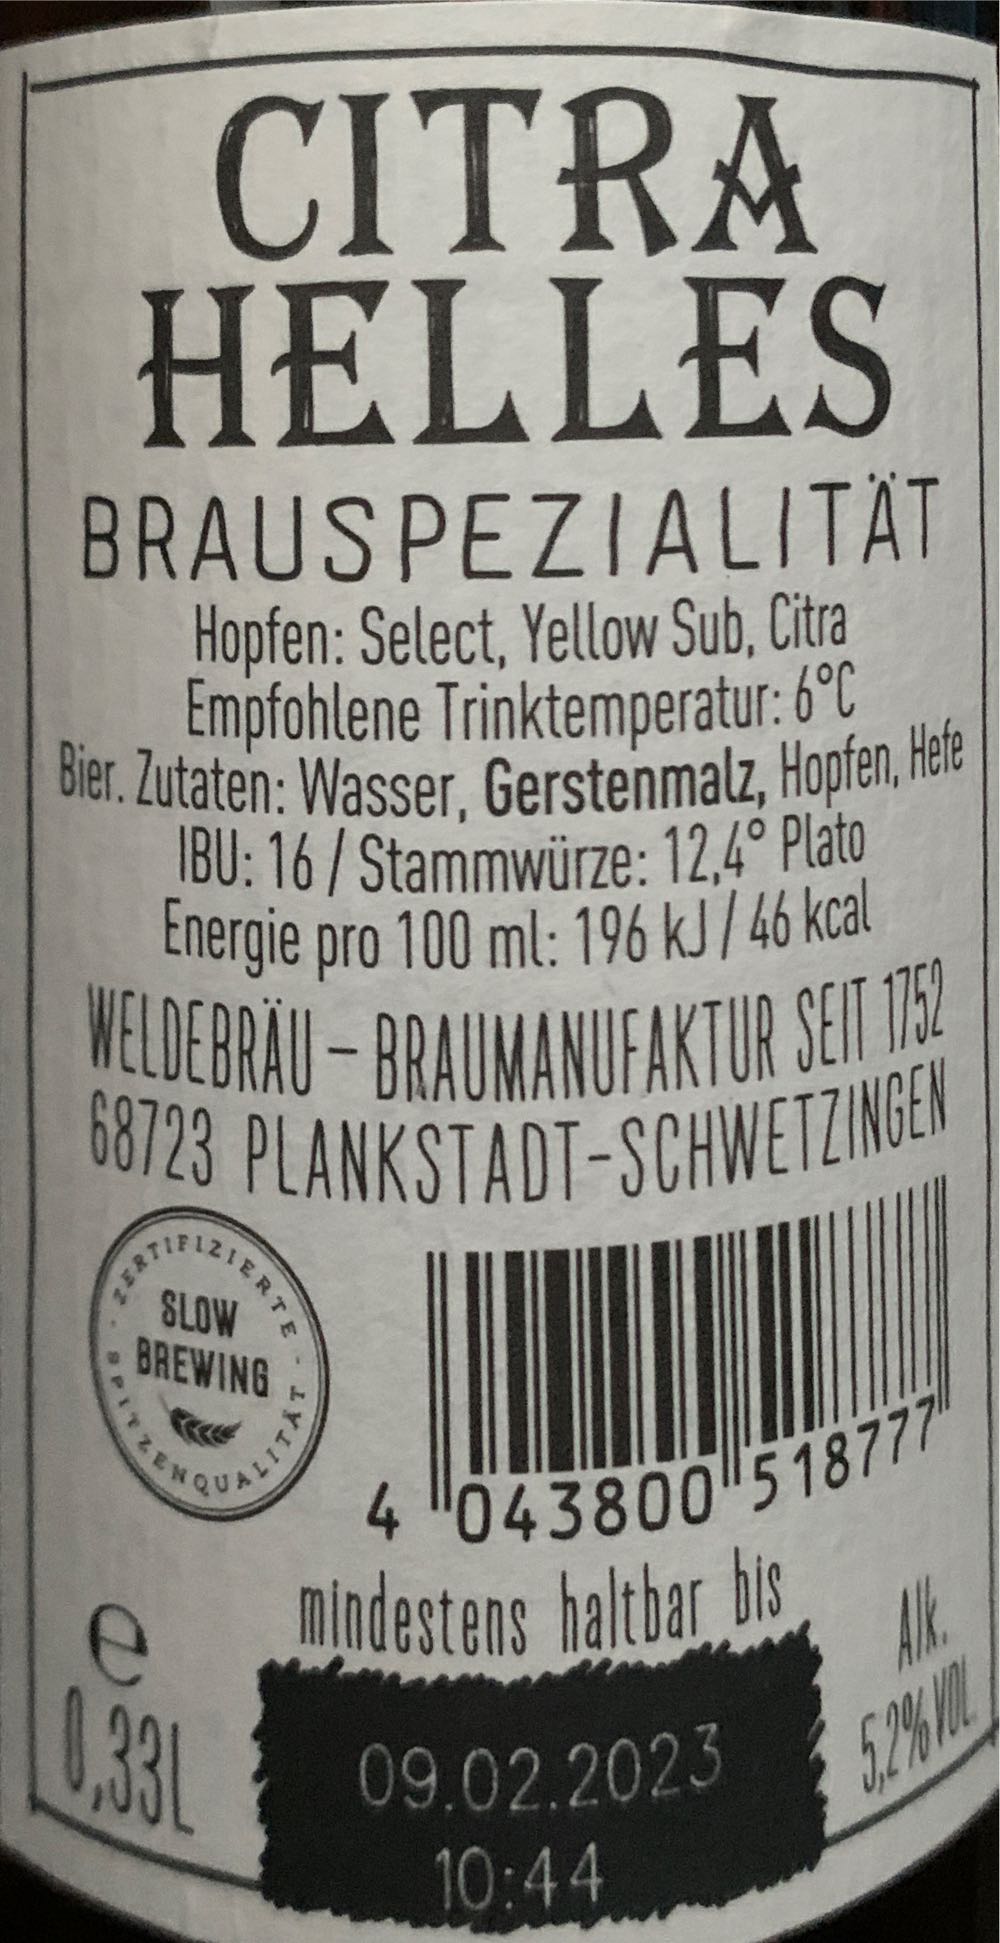 CITRA
HELLES
BRAUSPEZIALITÄT
Hopfen: Select, Yellow Sub, Citra
Empfohlene Trinktemperatur: 6°C
Bier. Zutaten: Wasser, Gerstenmalz, Hopfen, Hefe
IBU: 16 / Stammwürze: 12,4° Plato
Energie pro 100 ml: 196 kJ / 46 kcal
WELDEBRÄU – BRAUMANUFAKTUR SEIT 1752
68723 PLANKSTADT-SCHWETZINGEN
ZERTIFIZIERTE
SLOW
BREWING
SPITZENQUALITÄT
4 043800 518777
mindestens haltbar bis
09.02.2023
10:44
e
0,33L
Alk.
5,2% VOL.